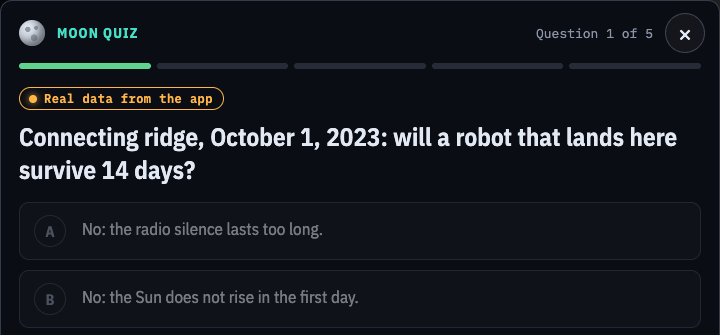 MOON QUIZ
Question 1 of 5
×
Real data from the app
Connecting ridge, October 1, 2023: will a robot that lands here
survive 14 days?
A
No: the radio silence lasts too long.
B
No: the Sun does not rise in the first day.